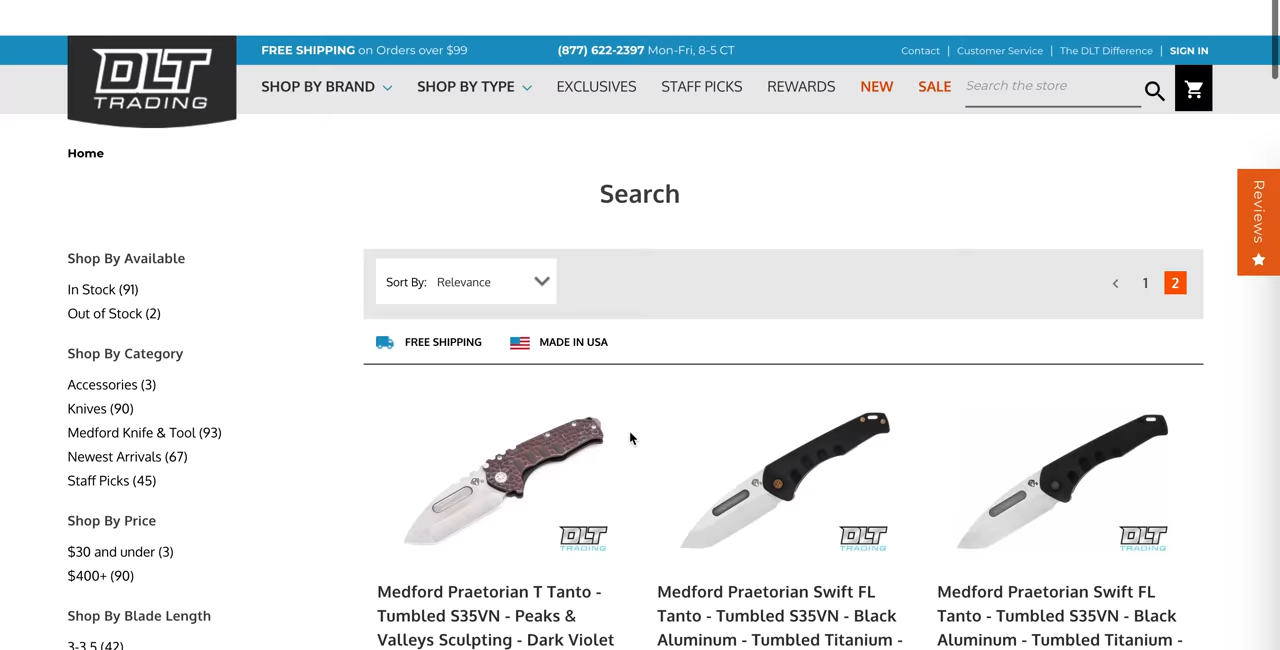 FREE SHIPPING on Orders over $99
(877) 622-2397 Mon-Fri, 8-5 CT
Contact | Customer Service | The DLT Difference | SIGN IN
DLT
TRADING
SHOP BY BRAND
SHOP BY TYPE
EXCLUSIVES
STAFF PICKS
REWARDS
NEW
SALE
Search the store
Home
Reviews
Search
Shop By Available
In Stock (91)
Out of Stock (2)
Shop By Category
Accessories (3)
Knives (90)
Medford Knife & Tool (93)
Newest Arrivals (67)
Staff Picks (45)
Shop By Price
$30 and under (3)
$400+ (90)
Shop By Blade Length
3-3.5 (42)
Sort By: Relevance
< 1 2
FREE SHIPPING
MADE IN USA
DLT
TRADING
DLT
TRADING
DLT
TRADING
Medford Praetorian T Tanto -
Tumbled S35VN - Peaks &
Valleys Sculpting - Dark Violet
Medford Praetorian Swift FL
Tanto - Tumbled S35VN - Black
Aluminum - Tumbled Titanium -
Medford Praetorian Swift FL
Tanto - Tumbled S35VN - Black
Aluminum - Tumbled Titanium -